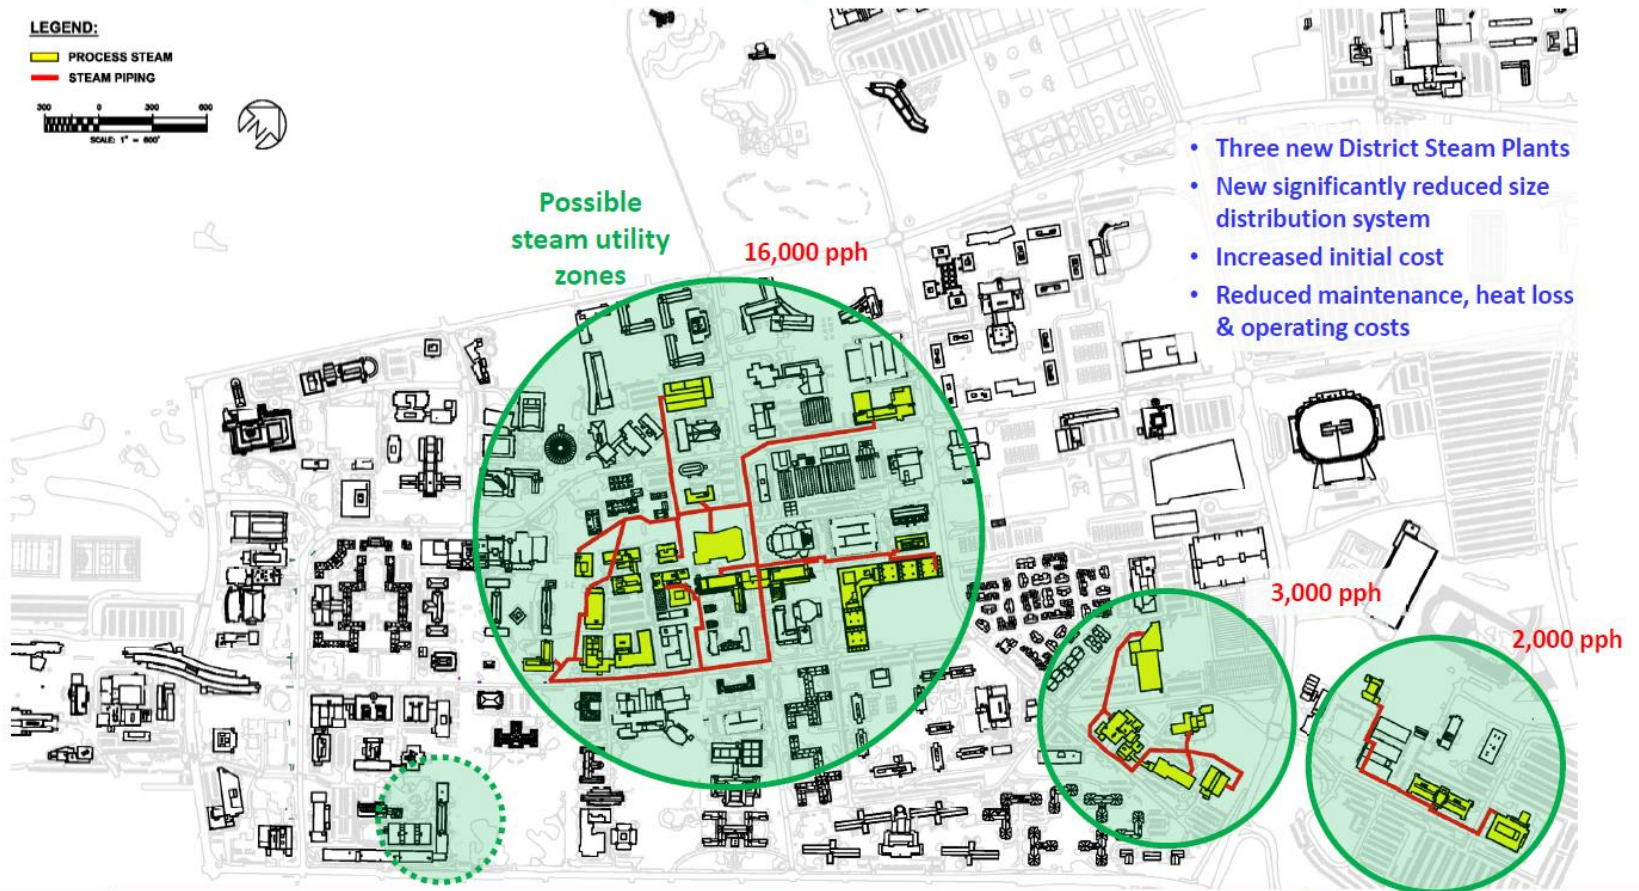 LEGEND:
PROCESS STEAM
STEAM PIPING
300 0 300 600
SCALE: 1" = 600'
• Three new District Steam Plants
• New significantly reduced size
distribution system
• Increased initial cost
• Reduced maintenance, heat loss
& operating costs
Possible
steam utility
zones
16,000 pph
3,000 pph
2,000 pph